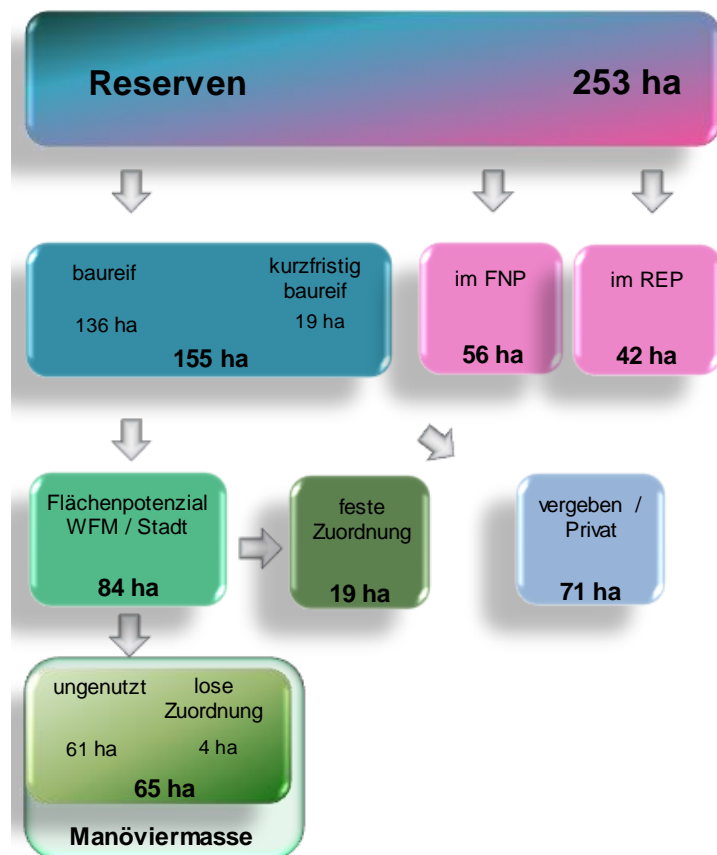 Reserven 253 ha
baureif
136 ha
kurzfristig
baureif
19 ha
155 ha
im FNP
56 ha
im REP
42 ha
Flächenpotenzial
WFM / Stadt
84 ha
feste
Zuordnung
19 ha
vergeben /
Privat
71 ha
ungenutzt
61 ha
lose
Zuordnung
4 ha
65 ha
Manöviermasse